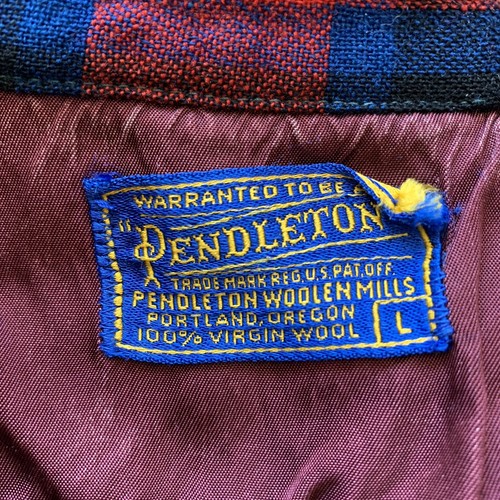 WARRANTED TO BE A
"PENDLETON"
TRADE MARK REG. U.S. PAT. OFF.
PENDLETON WOOLEN MILLS
PORTLAND, OREGON
100% VIRGIN WOOL L